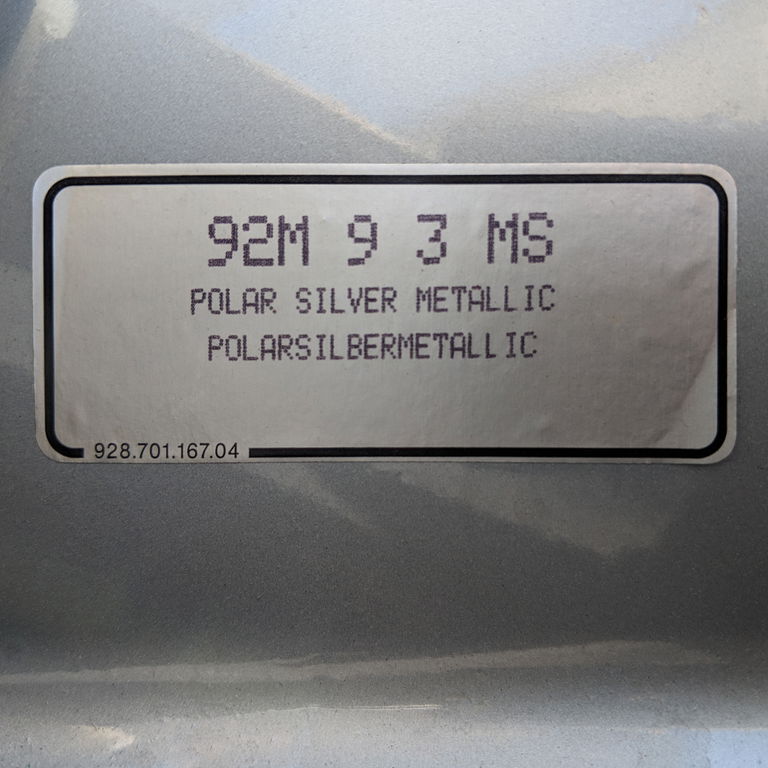 92M 9 3 MS
POLAR SILVER METALLIC
POLARSILBERMETALLIC
928.701.167.04